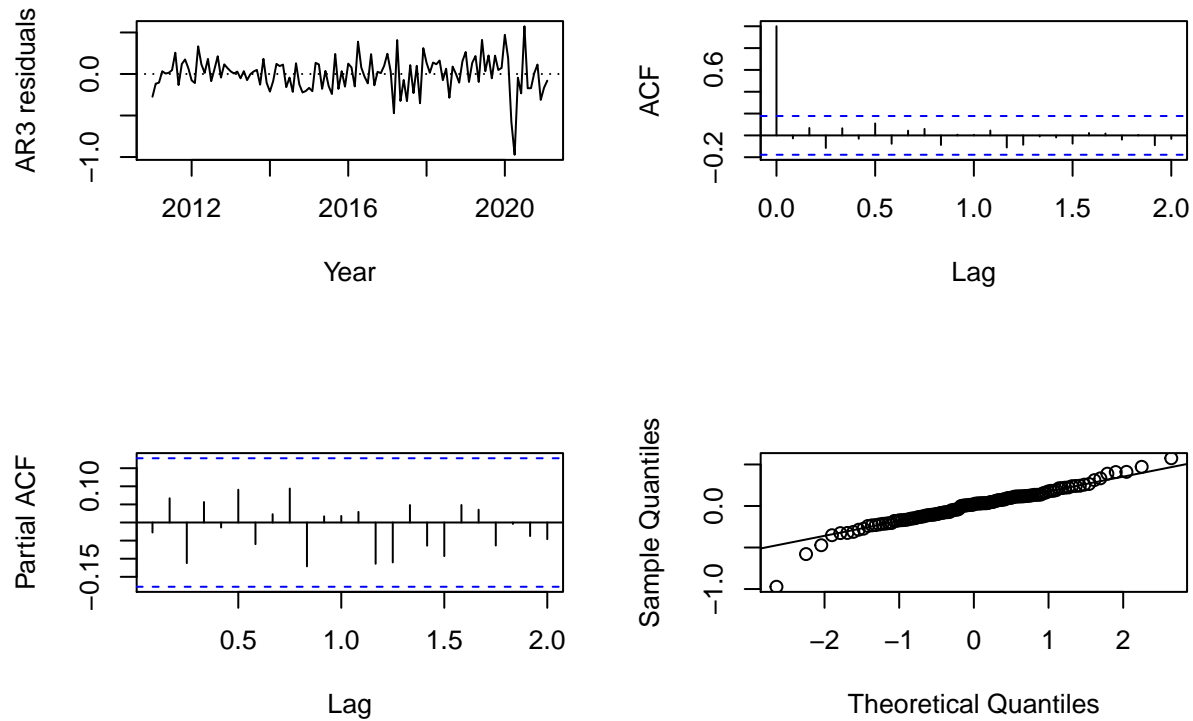 AR3 residuals
0.0
−1.0
2012 2016 2020
Year
ACF
0.6
−0.2
0.0 0.5 1.0 1.5 2.0
Lag
Partial ACF
0.10
−0.15
0.5 1.0 1.5 2.0
Lag
Sample Quantiles
0.0
−1.0
−2 −1 0 1 2
Theoretical Quantiles